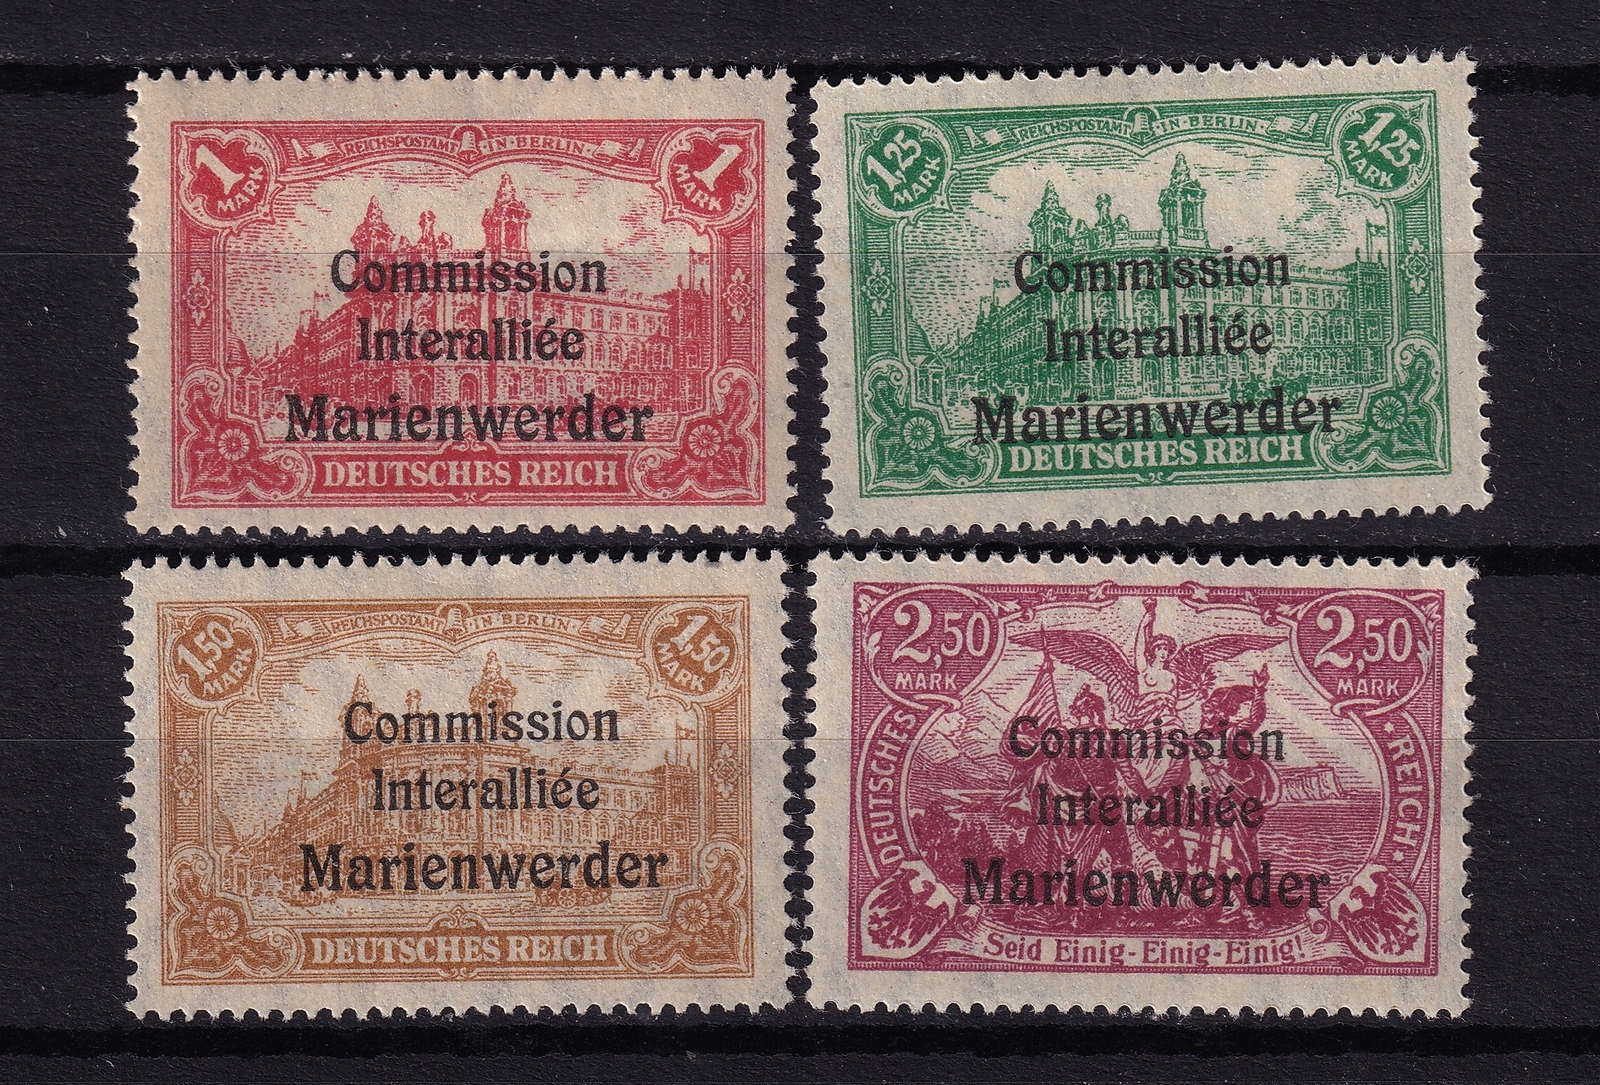 1 MARK
REICHSPOSTAMT IN BERLIN
1 MARK
Commission
Interalliée
Marienwerder
DEUTSCHES REICH
1,25 MARK
REICHSPOSTAMT IN BERLIN
1,25 MARK
Commission
Interalliée
Marienwerder
DEUTSCHES REICH
1,50 MARK
REICHSPOSTAMT IN BERLIN
1,50 MARK
Commission
Interalliée
Marienwerder
DEUTSCHES REICH
2,50 MARK
2,50 MARK
DEUTSCHES REICH
Commission
Interalliée
Marienwerder
Seid Einig-Einig-Einig!